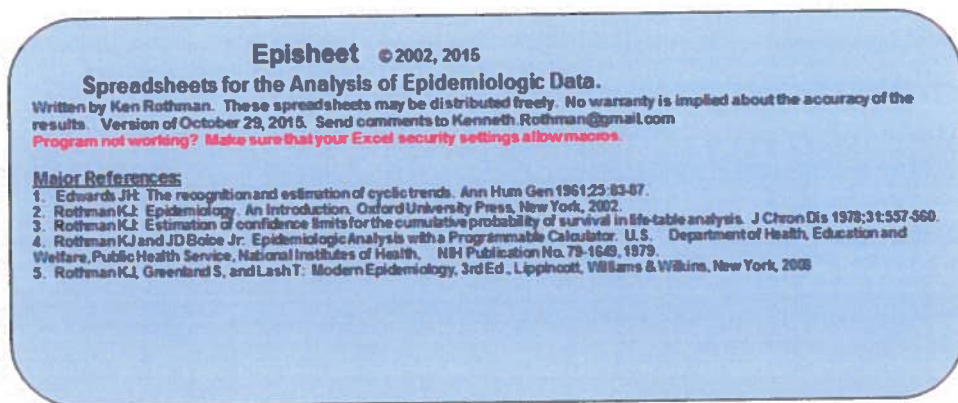 Episheet © 2002, 2015
Spreadsheets for the Analysis of Epidemiologic Data.
Written by Ken Rothman. These spreadsheets may be distributed freely. No warranty is implied about the accuracy of the
results. Version of October 29, 2015. Send comments to Kenneth.Rothman@gmail.com
Program not working? Make sure that your Excel security settings allow macros.
Major References:
1. Edwards JH: The recognition and estimation of cyclic trends. Ann Hum Gen 1961;25:83-87.
2. Rothman KJ: Epidemiology. An Introduction. Oxford University Press, New York, 2002.
3. Rothman KJ: Estimation of confidence limits for the cumulative probability of survival in life-table analysis. J Chron Dis 1978;31:557-560.
4. Rothman KJ and JD Boice Jr: Epidemiologic Analysis with a Programmable Calculator. U.S. Department of Health, Education and
Welfare, Public Health Service, National Institutes of Health, NIH Publication No. 79-1649, 1979.
5. Rothman KJ, Greenland S, and Lash T: Modern Epidemiology, 3rd Ed., Lippincott, Williams & Wilkins, New York, 2008